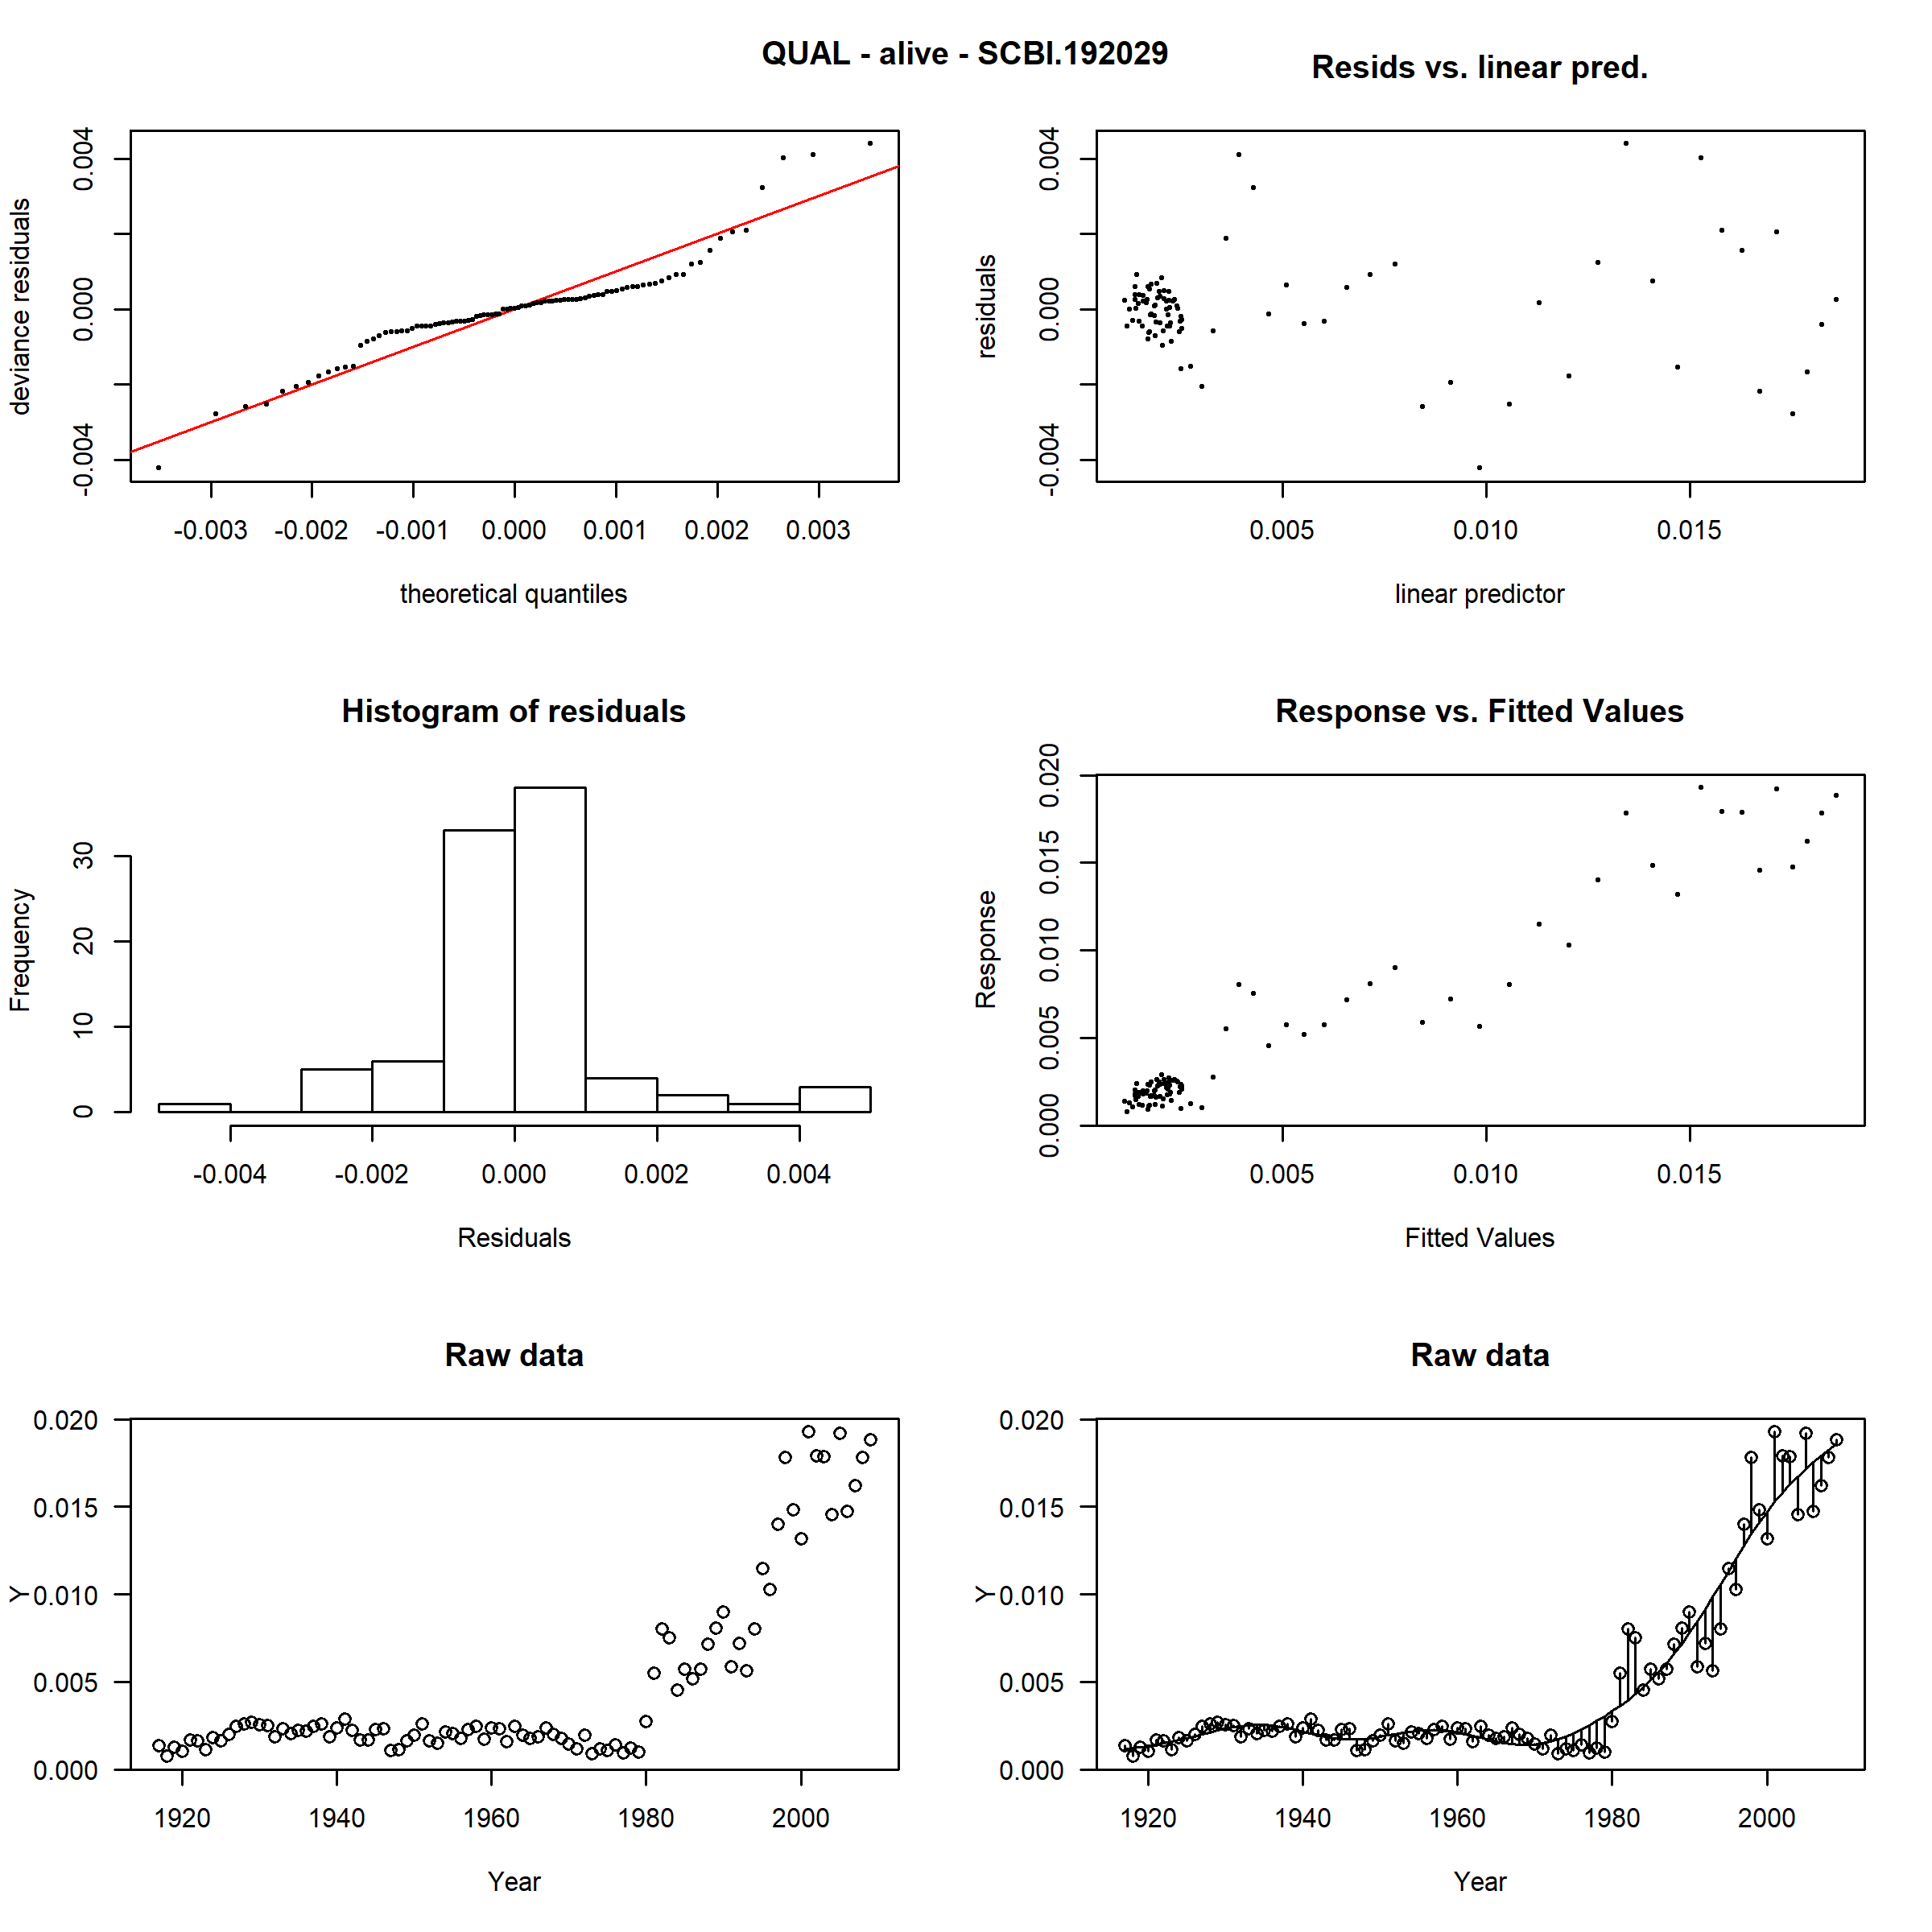 QUAL - alive - SCBI.192029
Resids vs. linear pred.
deviance residuals
0.004
0.000
-0.004
-0.003 -0.002 -0.001 0.000 0.001 0.002 0.003
theoretical quantiles
residuals
0.004
0.000
-0.004
0.005 0.010 0.015
linear predictor
Histogram of residuals
Frequency
30
20
10
0
-0.004 -0.002 0.000 0.002 0.004
Residuals
Response vs. Fitted Values
Response
0.020
0.015
0.010
0.005
0.000
0.005 0.010 0.015
Fitted Values
Raw data
Y
0.020
0.015
0.010
0.005
0.000
1920 1940 1960 1980 2000
Year
Raw data
Y
0.020
0.015
0.010
0.005
0.000
1920 1940 1960 1980 2000
Year